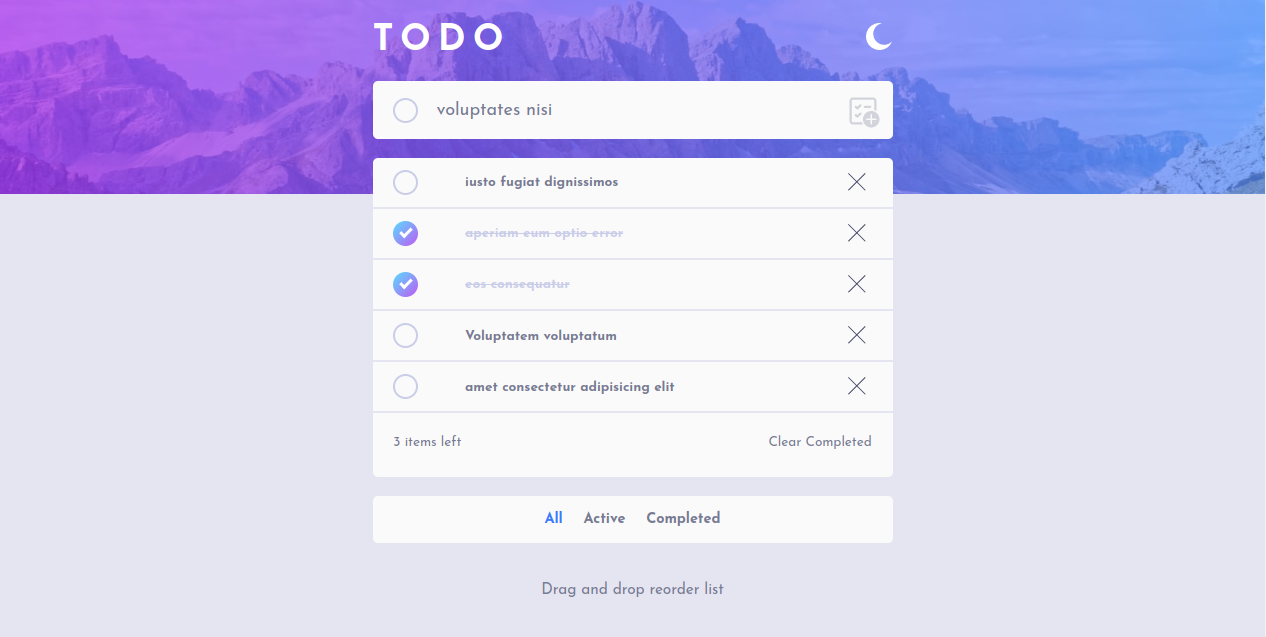 TODO
voluptates nisi
iusto fugiat dignissimos
aperiam eum optio error
eos consequatur
Voluptatem voluptatum
amet consectetur adipisicing elit
3 items left Clear Completed
All Active Completed
Drag and drop reorder list